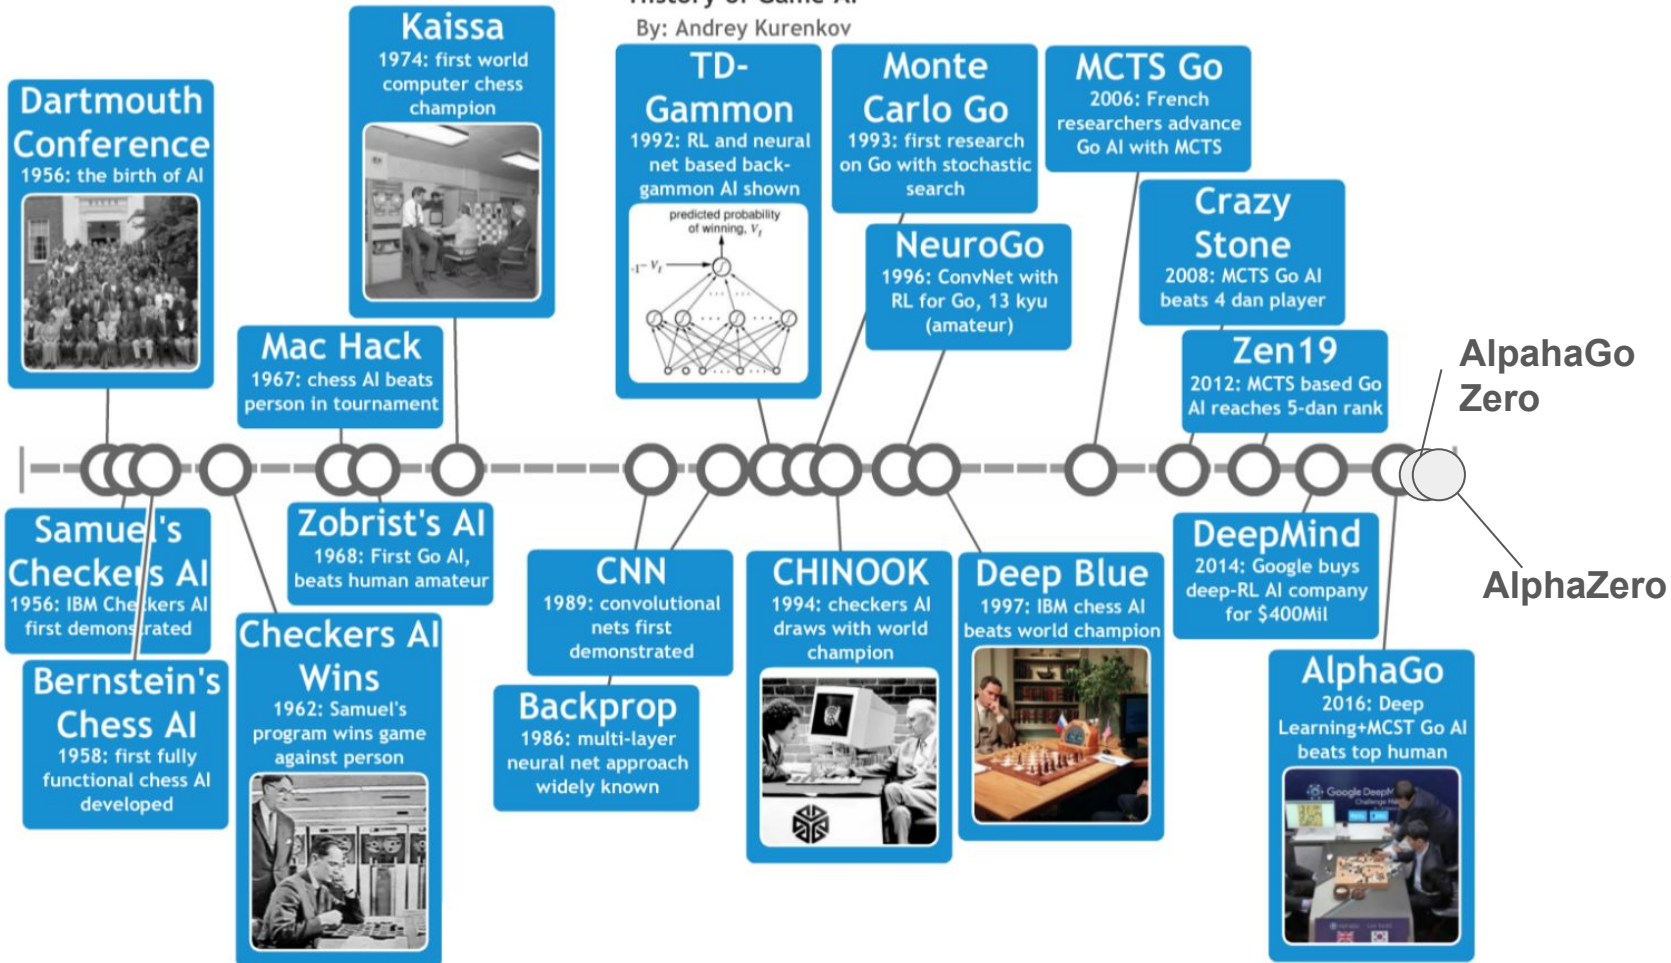 History of Game AI
By: Andrey Kurenkov
Dartmouth
Conference
1956: the birth of AI
Kaissa
1974: first world
computer chess
champion
Mac Hack
1967: chess AI beats
person in tournament
TD-
Gammon
1992: RL and neural
net based back-
gammon AI shown
predicted probability
of winning, Vt
Monte
Carlo Go
1993: first research
on Go with stochastic
search
NeuroGo
1996: ConvNet with
RL for Go, 13 kyu
(amateur)
MCTS Go
2006: French
researchers advance
Go AI with MCTS
Crazy
Stone
2008: MCTS Go AI
beats 4 dan player
Zen19
2012: MCTS based Go
AI reaches 5-dan rank
AlpahaGo
Zero
Samuel's
Checkers AI
1956: IBM Checkers AI
first demonstrated
Bernstein's
Chess AI
1958: first fully
functional chess AI
developed
Checkers AI
Wins
1962: Samuel's
program wins game
against person
Zobrist's AI
1968: First Go AI,
beats human amateur
CNN
1989: convolutional
nets first
demonstrated
Backprop
1986: multi-layer
neural net approach
widely known
CHINOOK
1994: checkers AI
draws with world
champion
Deep Blue
1997: IBM chess AI
beats world champion
DeepMind
2014: Google buys
deep-RL AI company
for $400Mil
AlphaZero
AlphaGo
2016: Deep
Learning+MCST Go AI
beats top human
Google DeepM